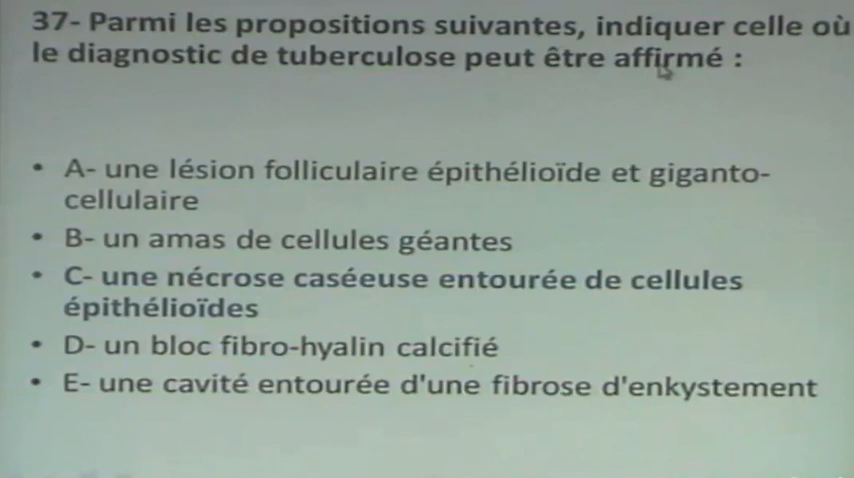 37- Parmi les propositions suivantes, indiquer celle où
le diagnostic de tuberculose peut être affirmé :
• A- une lésion folliculaire épithélioïde et giganto-
cellulaire
• B- un amas de cellules géantes
• C- une nécrose caséeuse entourée de cellules
épithélioïdes
• D- un bloc fibro-hyalin calcifié
• E- une cavité entourée d'une fibrose d'enkystement